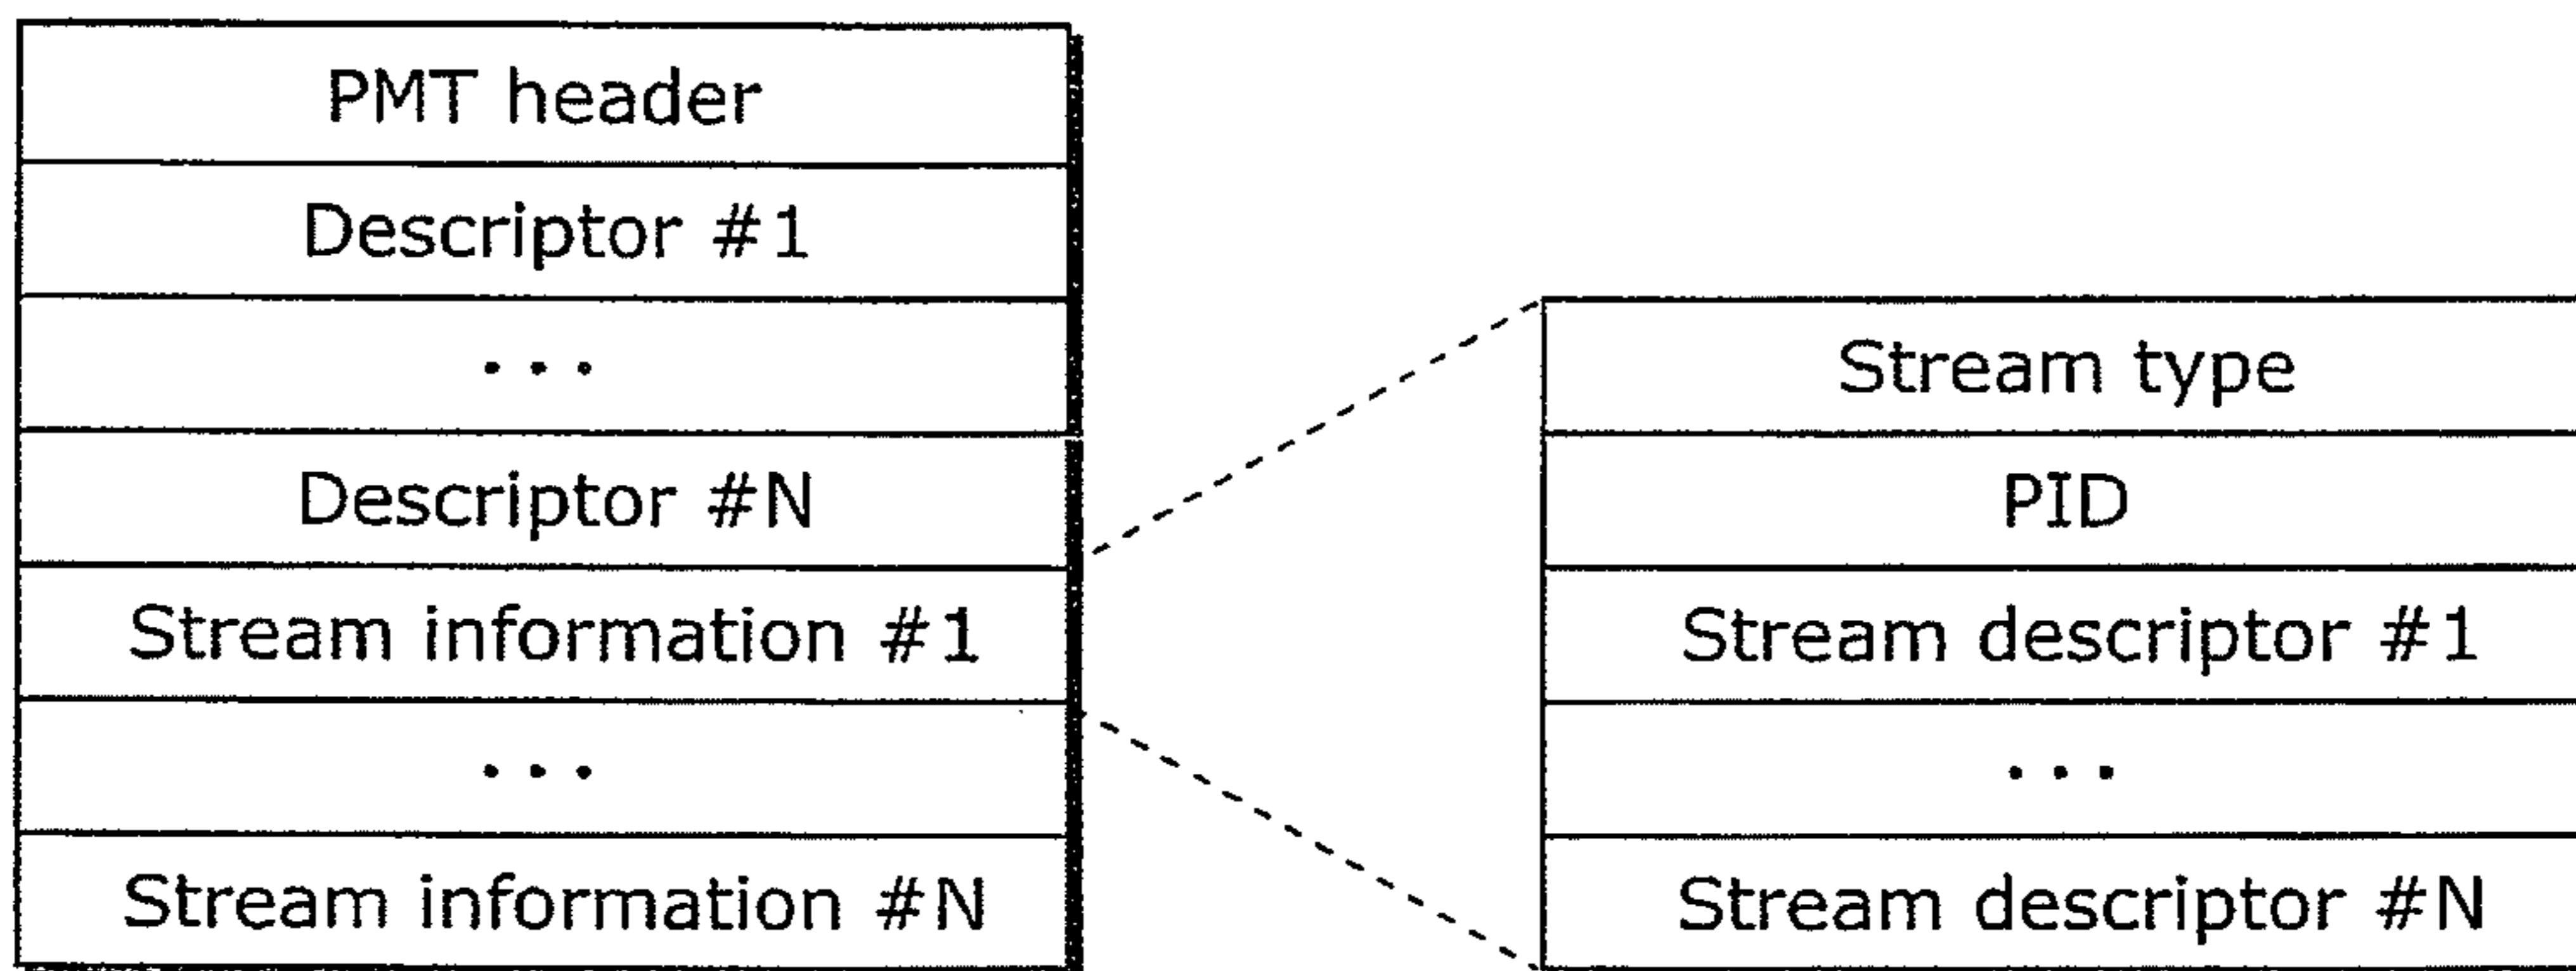 PMT header
Descriptor #1
...
Descriptor #N
Stream information #1
...
Stream information #N
Stream type
PID
Stream descriptor #1
...
Stream descriptor #N